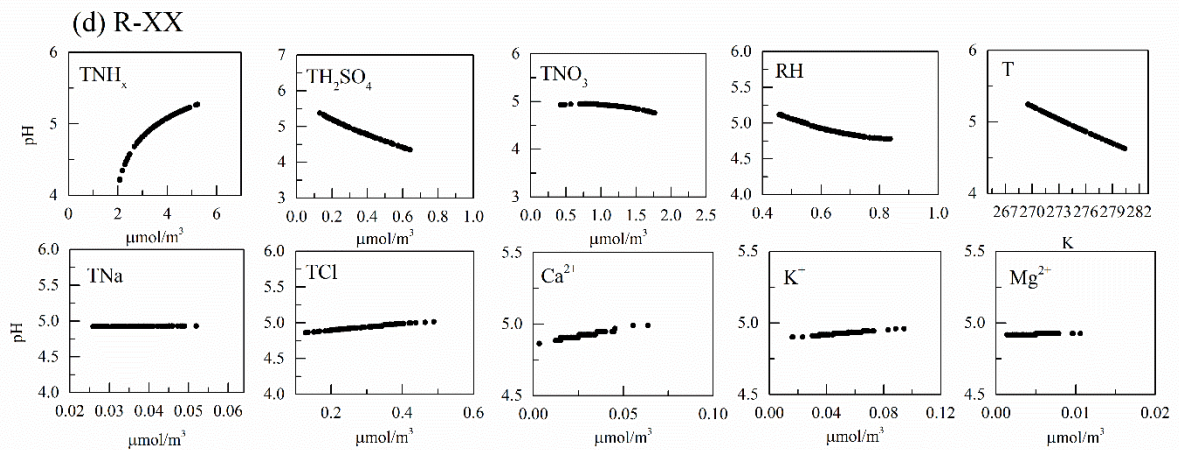 (d) R-XX
6 7 6 6.0 6
TNHₓ TH₂SO₄ TNO₃ RH T
6 5 5.5
pH 5 5 4 5.0 5
4 4.5
4 3 3 4.0 4
0 2 4 6 0.0 0.2 0.4 0.6 0.8 1.0 0.0 0.5 1.0 1.5 2.0 2.5 0.4 0.6 0.8 1.0 267 270 273 276 279 282
μmol/m³ μmol/m³ μmol/m³ K
6.0 6.0 5.5 5.5 5.5
TNa TCl Ca²⁺ K⁺ Mg²⁺
5.5 5.5
pH 5.0 5.0 5.0 5.0 5.0
4.5 4.5
4.0 4.0 4.5 4.5 4.5
0.02 0.03 0.04 0.05 0.06 0.2 0.4 0.6 0.00 0.05 0.10 0.00 0.04 0.08 0.12 0.00 0.01 0.02
μmol/m³ μmol/m³ μmol/m³ μmol/m³ μmol/m³